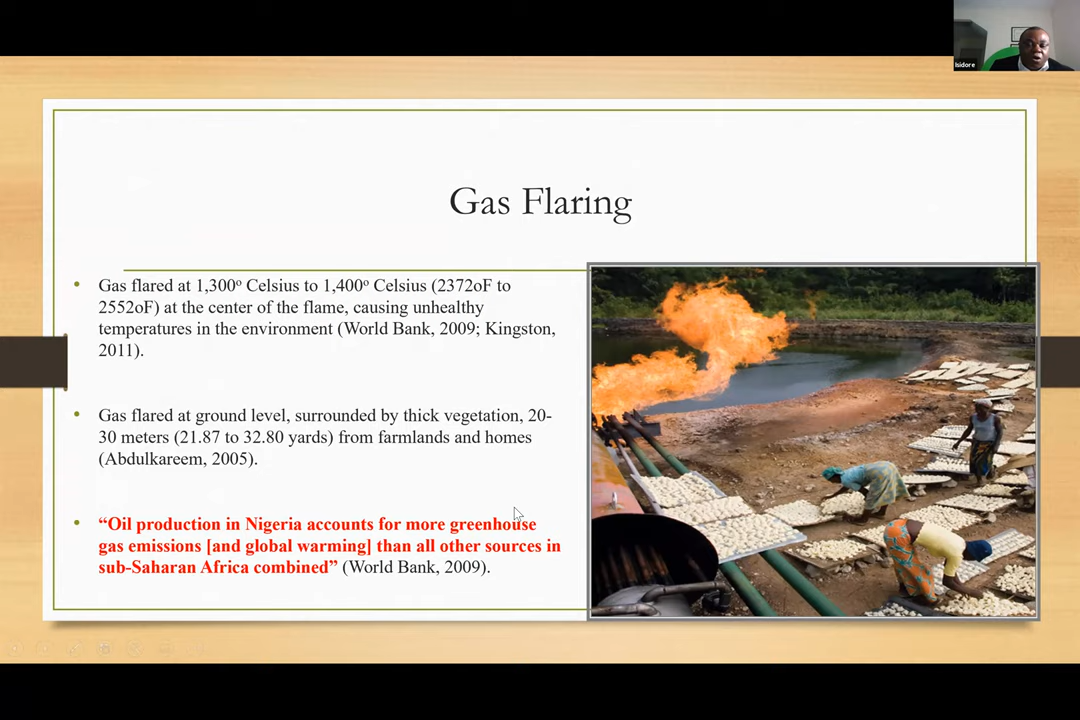 Isidore
Gas Flaring
• Gas flared at 1,300º Celsius to 1,400º Celsius (2372oF to
2552oF) at the center of the flame, causing unhealthy
temperatures in the environment (World Bank, 2009; Kingston,
2011).
• Gas flared at ground level, surrounded by thick vegetation, 20-
30 meters (21.87 to 32.80 yards) from farmlands and homes
(Abdulkareem, 2005).
• “Oil production in Nigeria accounts for more greenhouse
gas emissions [and global warming] than all other sources in
sub-Saharan Africa combined” (World Bank, 2009).